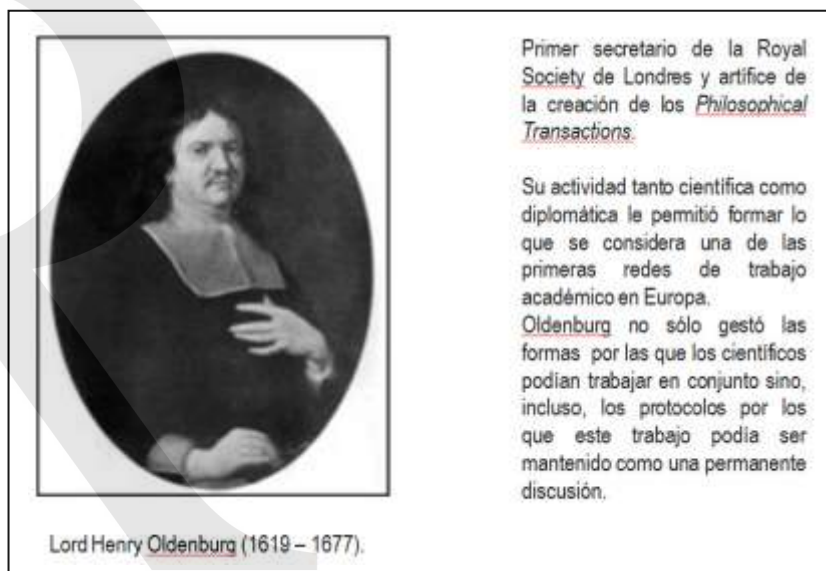 Primer secretario de la Royal
Society de Londres y artífice de
la creación de los Philosophical
Transactions.
Su actividad tanto científica como
diplomática le permitió formar lo
que se considera una de las
primeras redes de trabajo
académico en Europa.
Oldenburg no sólo gestó las
formas por las que los científicos
podían trabajar en conjunto sino,
incluso, los protocolos por los
que este trabajo podía ser
mantenido como una permanente
discusión.
Lord Henry Oldenburg (1619 – 1677).